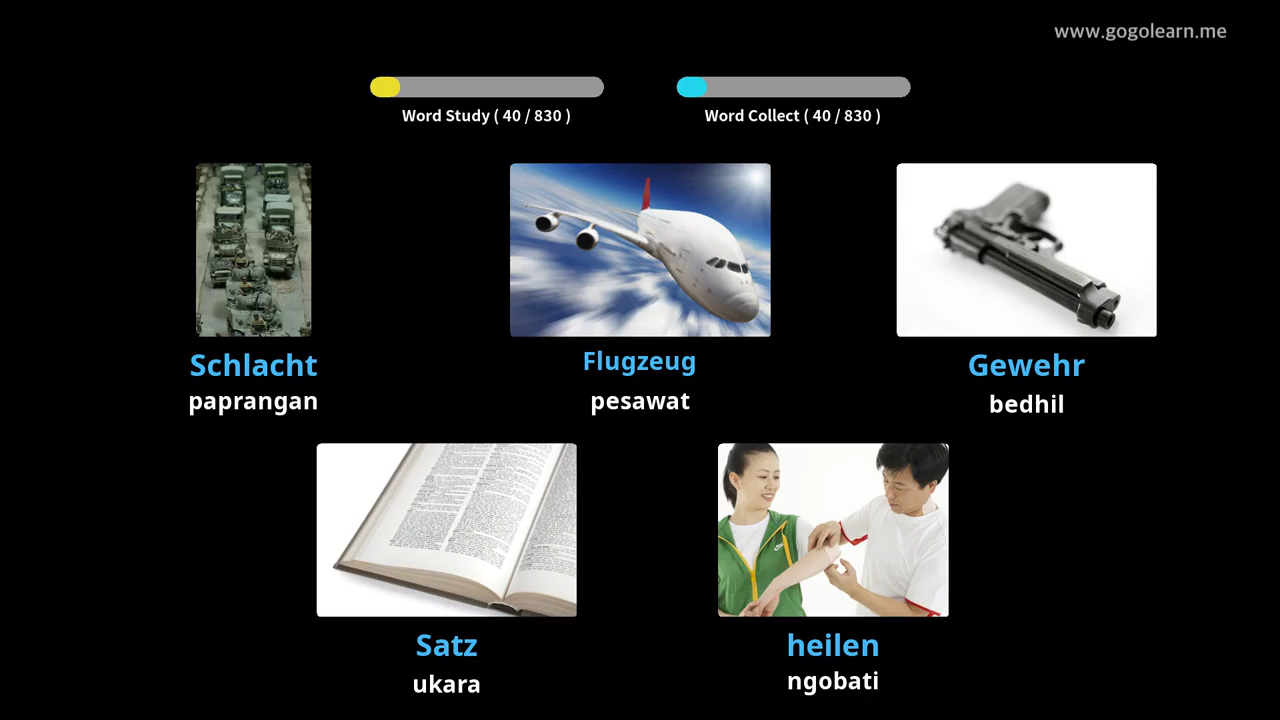 www.gogolearn.me
Word Study ( 40 / 830 )
Word Collect ( 40 / 830 )
Schlacht
paprangan
Flugzeug
pesawat
Gewehr
bedhil
Satz
ukara
heilen
ngobati